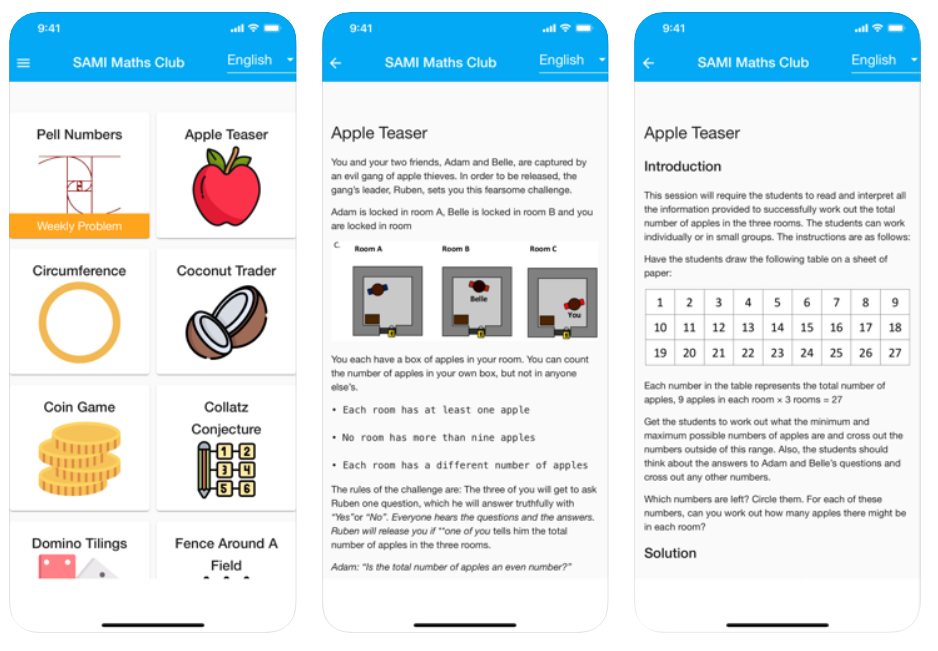 9:41
SAMI Maths Club
English
Pell Numbers
Weekly Problem
Apple Teaser
Circumference
Coconut Trader
Coin Game
Collatz
Conjecture
1 2
3 4
5 6
Domino Tilings
Fence Around A
Field
9:41
SAMI Maths Club
English
Apple Teaser
You and your two friends, Adam and Belle, are captured by
an evil gang of apple thieves. In order to be released, the
gang's leader, Ruben, sets you this fearsome challenge.
Adam is locked in room A, Belle is locked in room B and you
are locked in room
C.
Room A Room B Room C
Belle
You
You each have a box of apples in your room. You can count
the number of apples in your own box, but not in anyone
else's.
• Each room has at least one apple
• No room has more than nine apples
• Each room has a different number of apples
The rules of the challenge are: The three of you will get to ask
Ruben one question, which he will answer truthfully with
"Yes"or "No". Everyone hears the questions and the answers.
Ruben will release you if "one of you tells him the total
number of apples in the three rooms.
Adam: "Is the total number of apples an even number?"
9:41
SAMI Maths Club
English
Apple Teaser
Introduction
This session will require the students to read and interpret all
the information provided to successfully work out the total
number of apples in the three rooms. The students can work
individually or in small groups. The instructions are as follows:
Have the students draw the following table on a sheet of
paper:
1 2 3 4 5 6 7 8 9
10 11 12 13 14 15 16 17 18
19 20 21 22 23 24 25 26 27
Each number in the table represents the total number of
apples, 9 apples in each room × 3 rooms = 27
Get the students to work out what the minimum and
maximum possible numbers of apples are and cross out the
numbers outside of this range. Also, the students should
think about the answers to Adam and Belle's questions and
cross out any other numbers.
Which numbers are left? Circle them. For each of these
numbers, can you work out how many apples there might be
in each room?
Solution